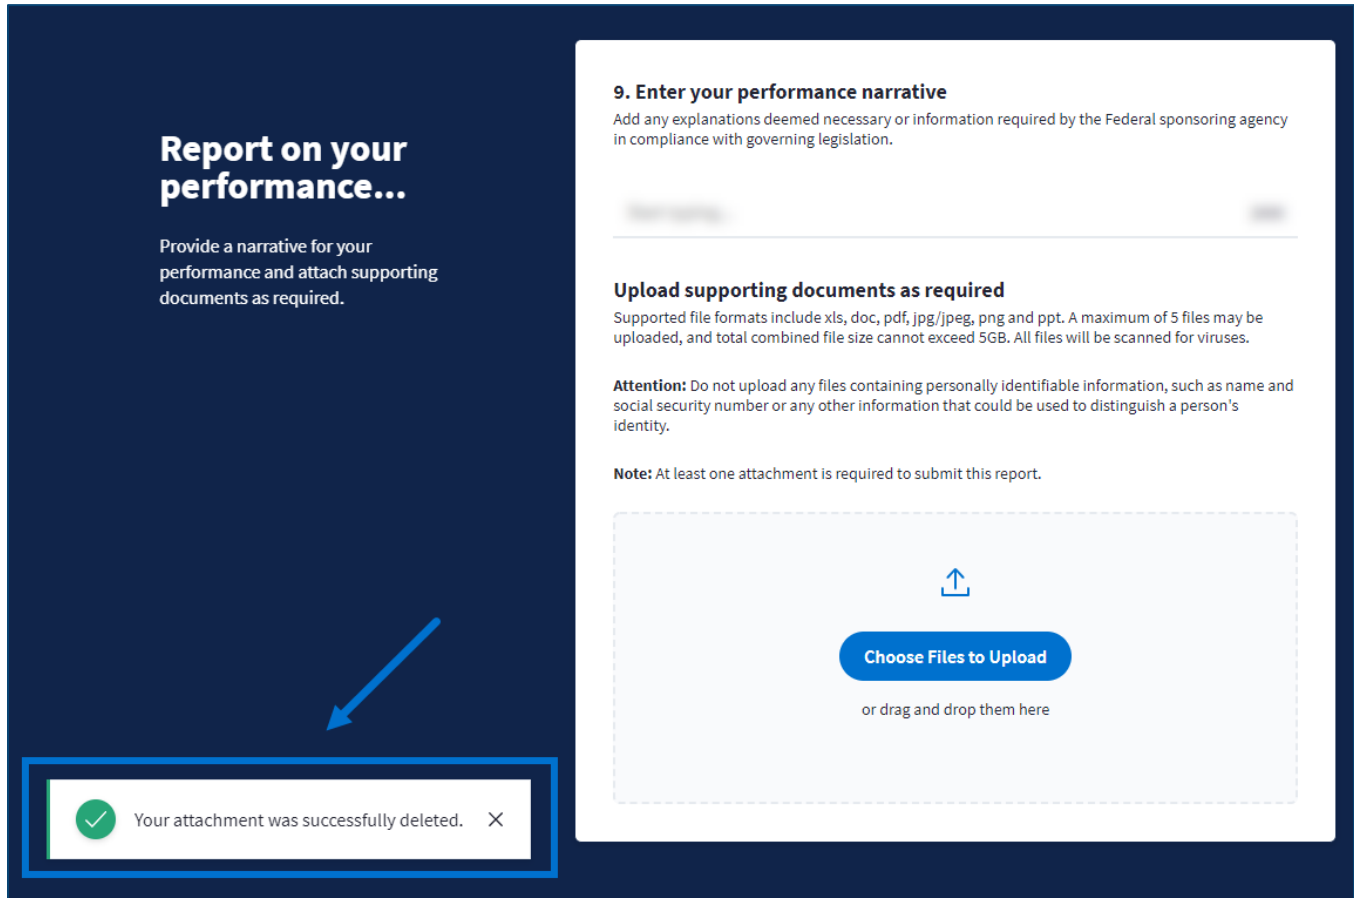 Report on your
performance...
Provide a narrative for your
performance and attach supporting
documents as required.
9. Enter your performance narrative
Add any explanations deemed necessary or information required by the Federal sponsoring agency
in compliance with governing legislation.
Upload supporting documents as required
Supported file formats include xls, doc, pdf, jpg/jpeg, png and ppt. A maximum of 5 files may be
uploaded, and total combined file size cannot exceed 5GB. All files will be scanned for viruses.
Attention: Do not upload any files containing personally identifiable information, such as name and
social security number or any other information that could be used to distinguish a person's
identity.
Note: At least one attachment is required to submit this report.
Choose Files to Upload
or drag and drop them here
Your attachment was successfully deleted.